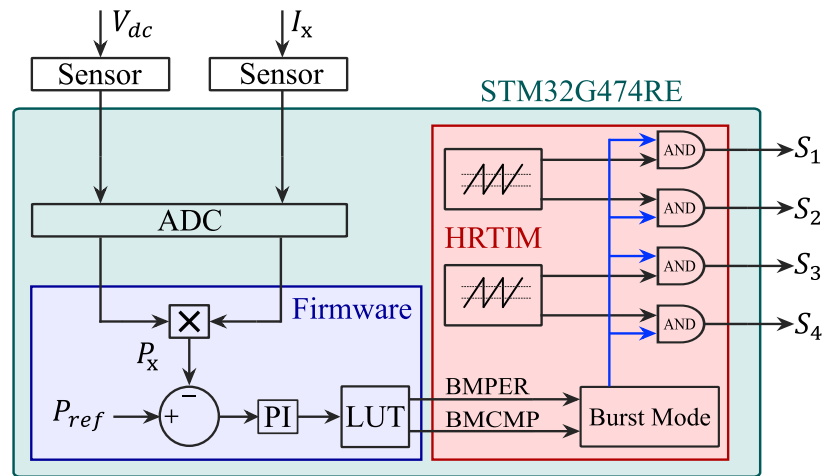 V_dc
I_x
Sensor
Sensor
STM32G474RE
AND
S_1
ADC
AND
S_2
HRTIM
AND
S_3
Firmware
×
AND
S_4
P_x
−
BMPER
P_ref
+
PI
LUT
BMCMP
Burst Mode